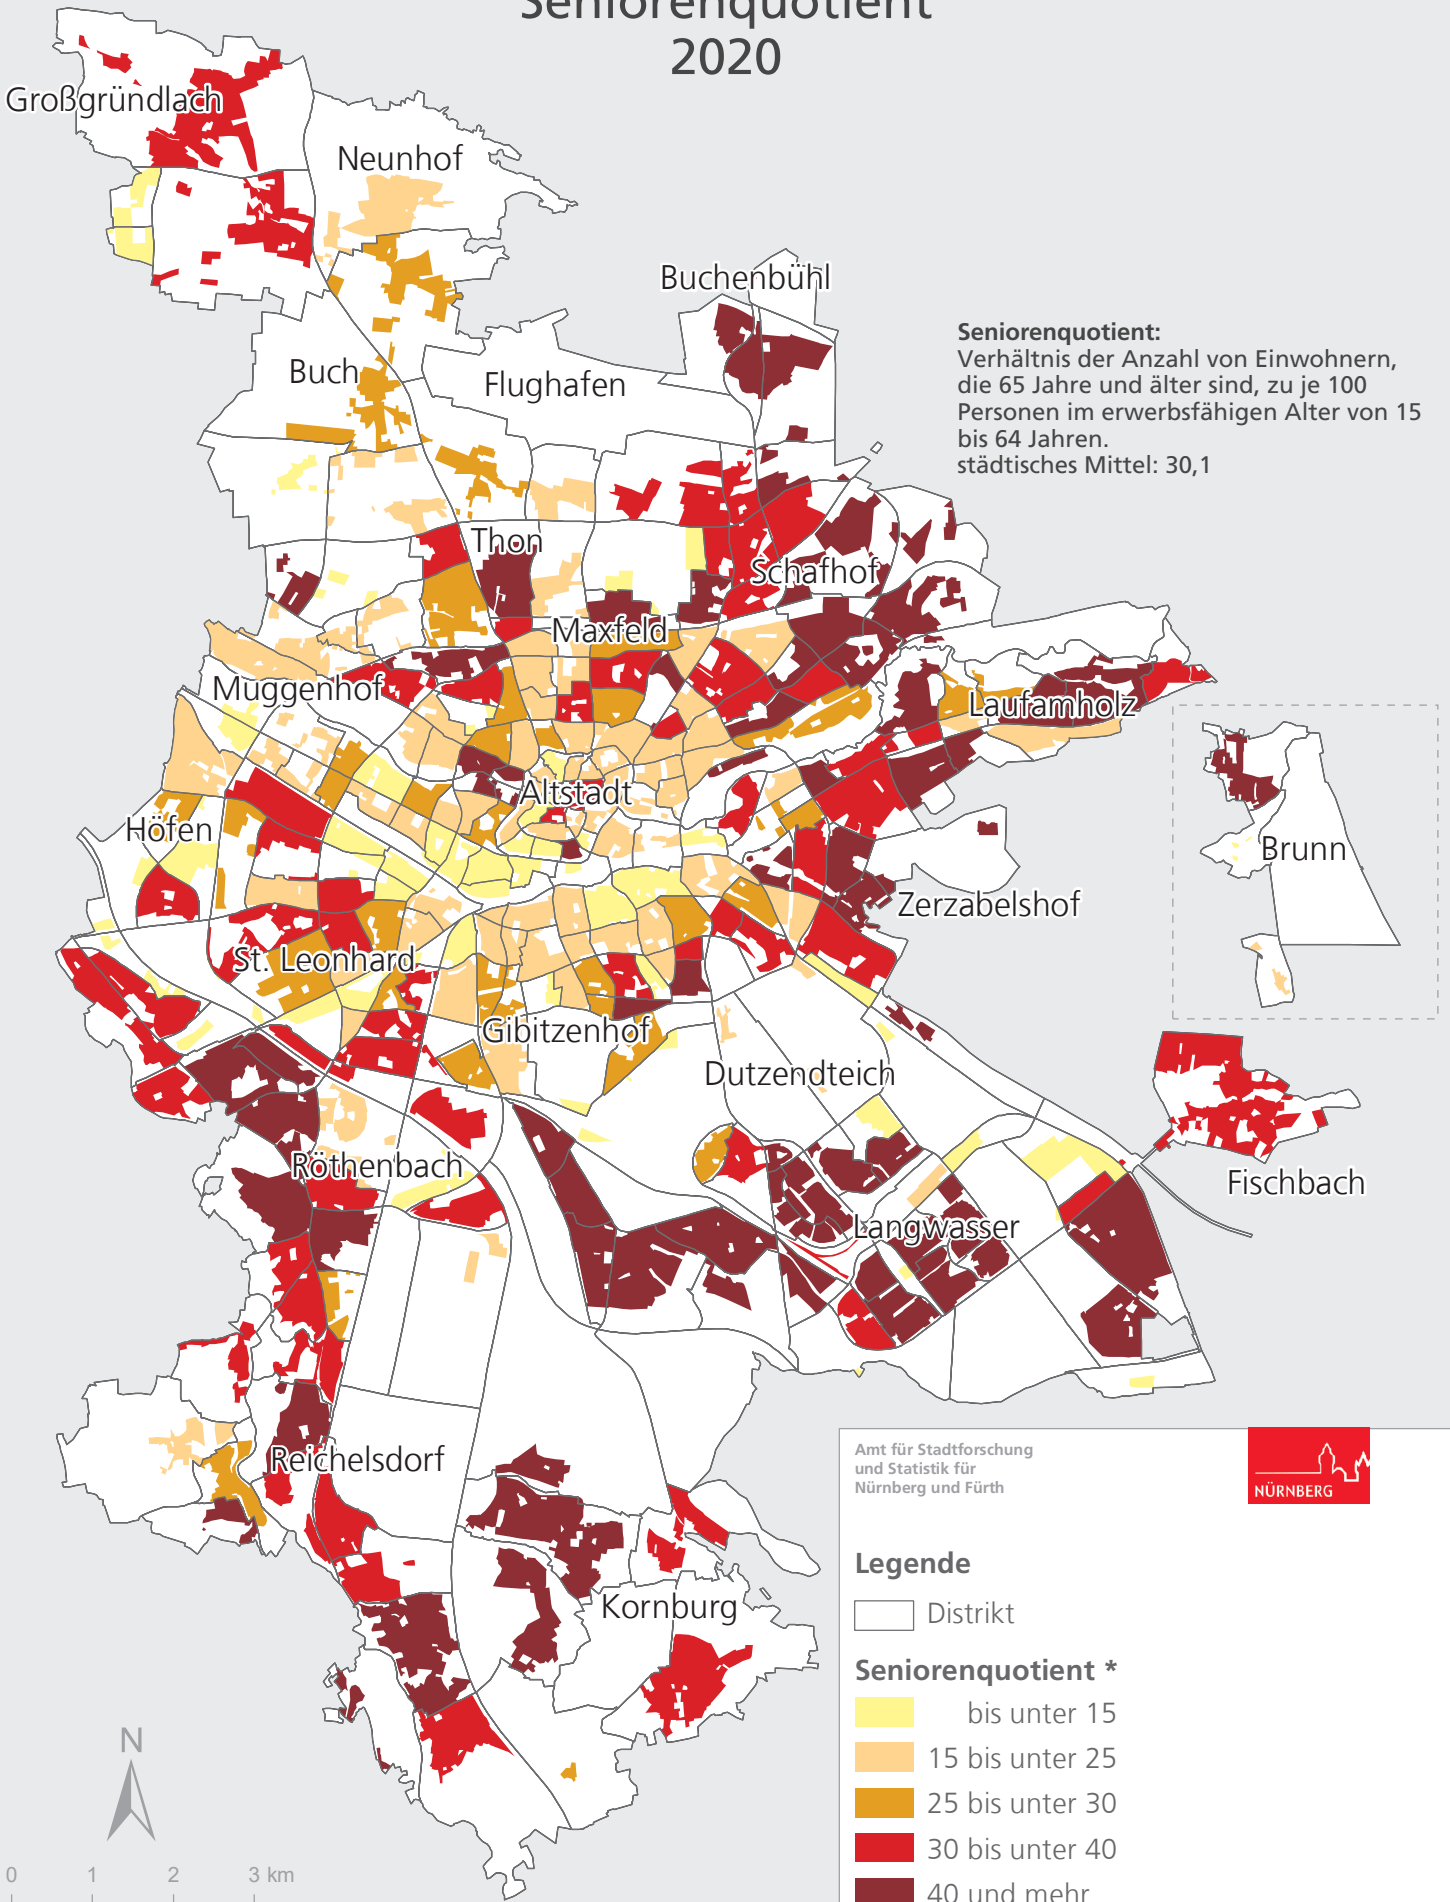 Seniorenquotient
2020
Großgründlach
Neunhof
Buchenbühl
Seniorenquotient:
Verhältnis der Anzahl von Einwohnern,
die 65 Jahre und älter sind, zu je 100
Personen im erwerbsfähigen Alter von 15
bis 64 Jahren.
städtisches Mittel: 30,1
Buch
Flughafen
Thon
Schafhof
Maxfeld
Muggenhof
Laufamholz
Altstadt
Höfen
Brunn
Zerzabelshof
St. Leonhard
Gibitzenhof
Dutzendteich
Röthenbach
Fischbach
Langwasser
Reichelsdorf
Kornburg
Amt für Stadtforschung
und Statistik für
Nürnberg und Fürth
NÜRNBERG
Legende
Distrikt
Seniorenquotient *
bis unter 15
15 bis unter 25
25 bis unter 30
30 bis unter 40
40 und mehr
N
0 1 2 3 km